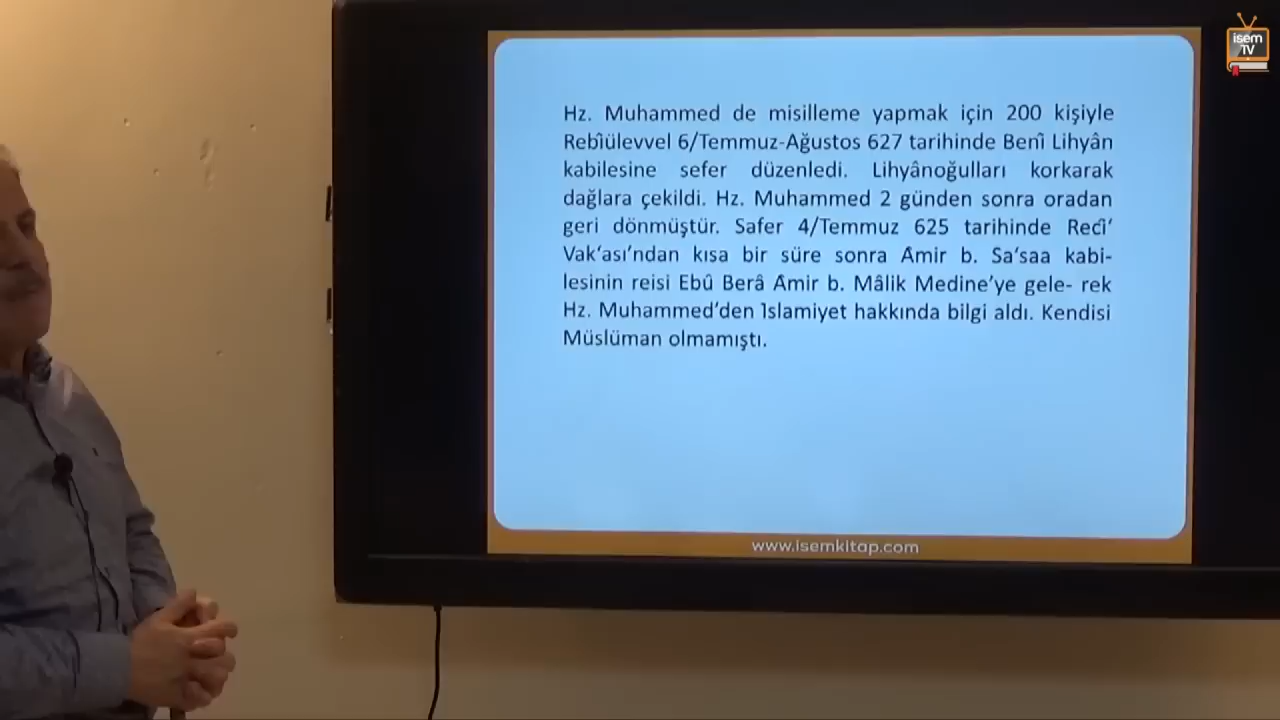 isem
TV
Hz. Muhammed de misilleme yapmak için 200 kişiyle
Rebîülevvel 6/Temmuz-Ağustos 627 tarihinde Benî Lihyân
kabilesine sefer düzenledi. Lihyânoğulları korkarak
dağlara çekildi. Hz. Muhammed 2 günden sonra oradan
geri dönmüştür. Safer 4/Temmuz 625 tarihinde Recî‘
Vak‘ası’ndan kısa bir süre sonra Âmir b. Sa‘saa kabi-
lesinin reisi Ebû Berâ Âmir b. Mâlik Medine’ye gele- rek
Hz. Muhammed’den İslamiyet hakkında bilgi aldı. Kendisi
Müslüman olmamıştı.
www.isemkitap.com